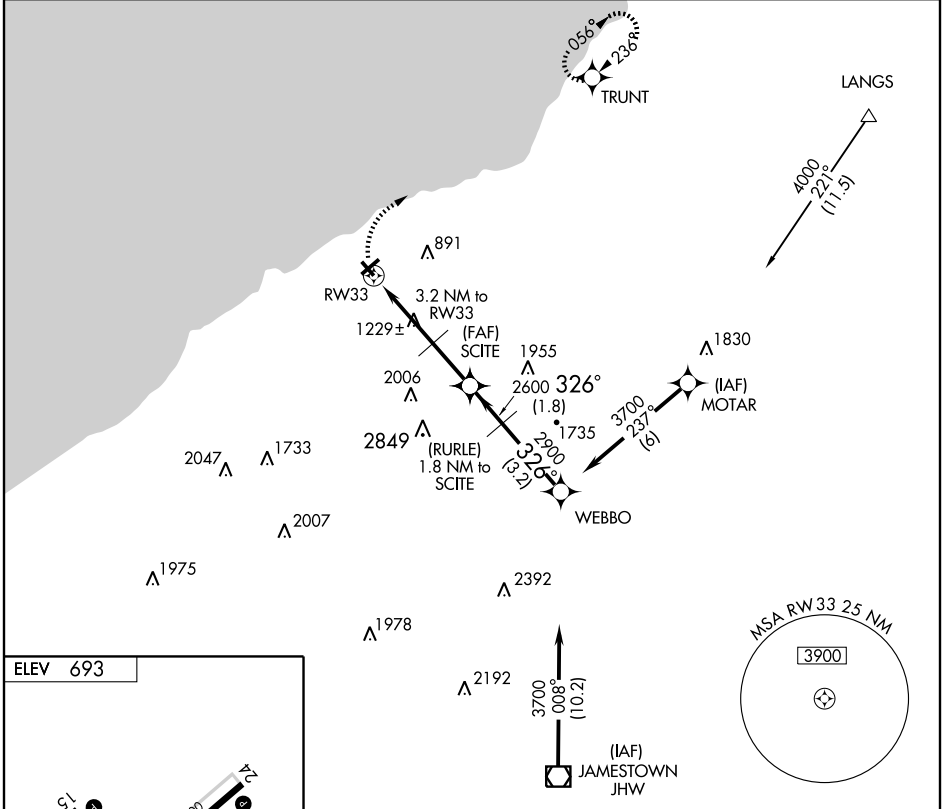 056°
236°
TRUNT
LANGS
4000
221°
(11.5)
891
RW33
3.2 NM to
RW33
1229±
(FAF)
SCITE
1955
1830
2006
2600 326°
(1.8)
(IAF)
MOTAR
3700
237°
(6)
2849
1735
(RURLE)
1.8 NM to
SCITE
2900
326°
(3.2)
2047
1733
WEBBO
2007
1975
2392
1978
MSA RW33 25 NM
3900
ELEV 693
2192
3700
008°
(10.2)
(IAF)
JAMESTOWN
JHW
24
15
P